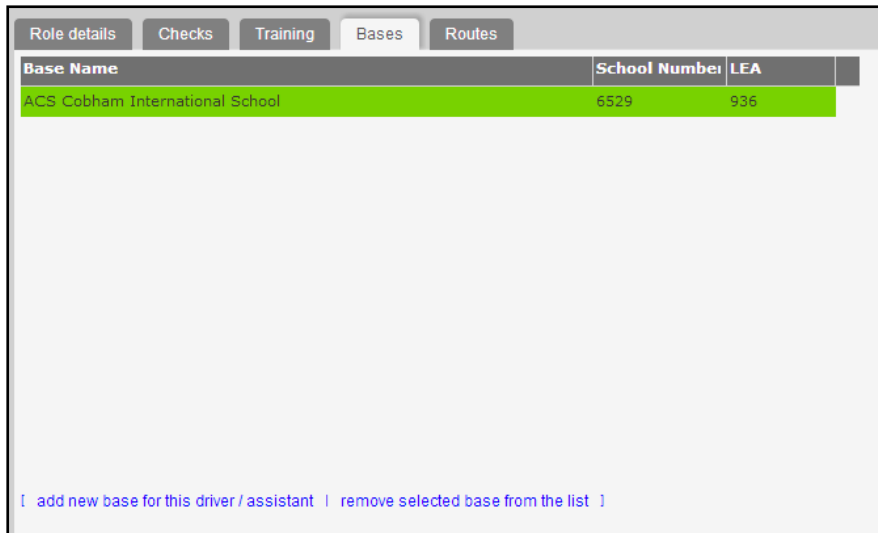 Role details Checks Training Bases Routes
Base Name School Number LEA
ACS Cobham International School 6529 936
[ add new base for this driver / assistant | remove selected base from the list ]